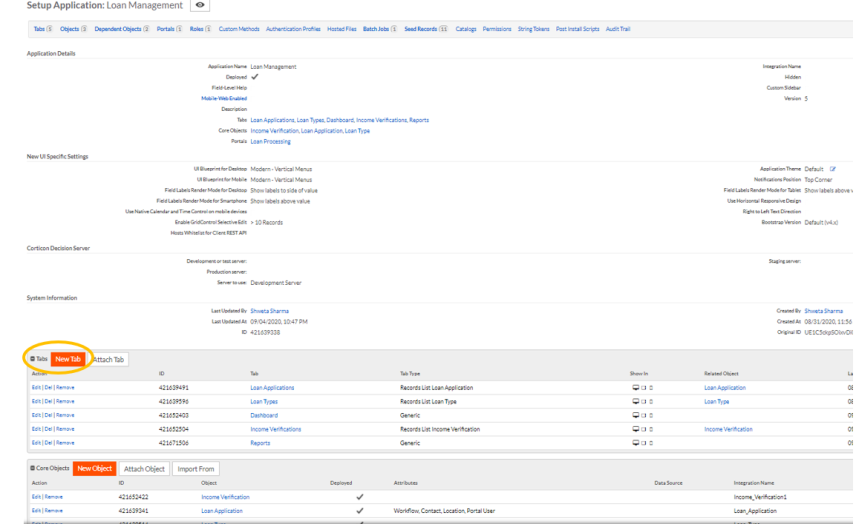 Setup Application: Loan Management
Tabs (5) Objects (3) Dependent Objects Portals (1) Roles (1) Custom Methods Authentication Profiles Hosted Files Batch Jobs (1) Seed Records (11) Catalogs Permissions String Tokens Post Install Scripts Audit Trail
Application Details
Application Name Loan Management Integration Name
Deployed Hidden
Field-Level Help Custom Sidebar
Mobile-Web Enabled Version 5
Description
Tabs Loan Applications, Loan Types, Dashboard, Income Verifications, Reports
Core Objects Income Verification, Loan Application, Loan Type
Portals Loan Processing
New UI Specific Settings
UI Blueprint for Desktop Modern - Vertical Menus Application Theme Default
UI Blueprint for Mobile Modern - Vertical Menus Notifications Position Top Corner
Field Labels Render Mode for Desktop Show labels to side of value Field Labels Render Mode for Tablet Show labels above
Field Labels Render Mode for Smartphone Show labels above value Use Horizontal Responsive Design
Use Native Calendar and Time Control on mobile devices Right to Left Text Direction
Enable GridControl Selective Edit > 10 Records Bootstrap Version Default (v4.x)
Hosts Whitelist for Client REST API
Corticon Decision Server
Development or test server: Staging server:
Production server:
Server to use: Development Server
System Information
Last Updated By Shweta Sharma Created By Shweta Sharma
Last Updated At 09/04/2020, 10:47 PM Created At 08/31/2020, 11:56
ID 421639338 Original ID
Tabs New Tab Attach Tab
Action ID Tab Tab Type Show In Related Object La
Edit | Del | Remove 421639491 Loan Applications Records List Loan Application Loan Application 08
Edit | Del | Remove 421639596 Loan Types Records List Loan Type Loan Type 08
Edit | Del | Remove 421652403 Dashboard Generic 09
Edit | Del | Remove 421652504 Income Verifications Records List Income Verification Income Verification 09
Edit | Del | Remove 421671506 Reports Generic 09
Core Objects New Object Attach Object Import From
Action ID Object Deployed Attributes Data Source Integration Name
Edit | Remove 421652422 Income Verification Income_Verification1
Edit | Remove 421639341 Loan Application Workflow, Contact, Location, Portal User Loan_Application